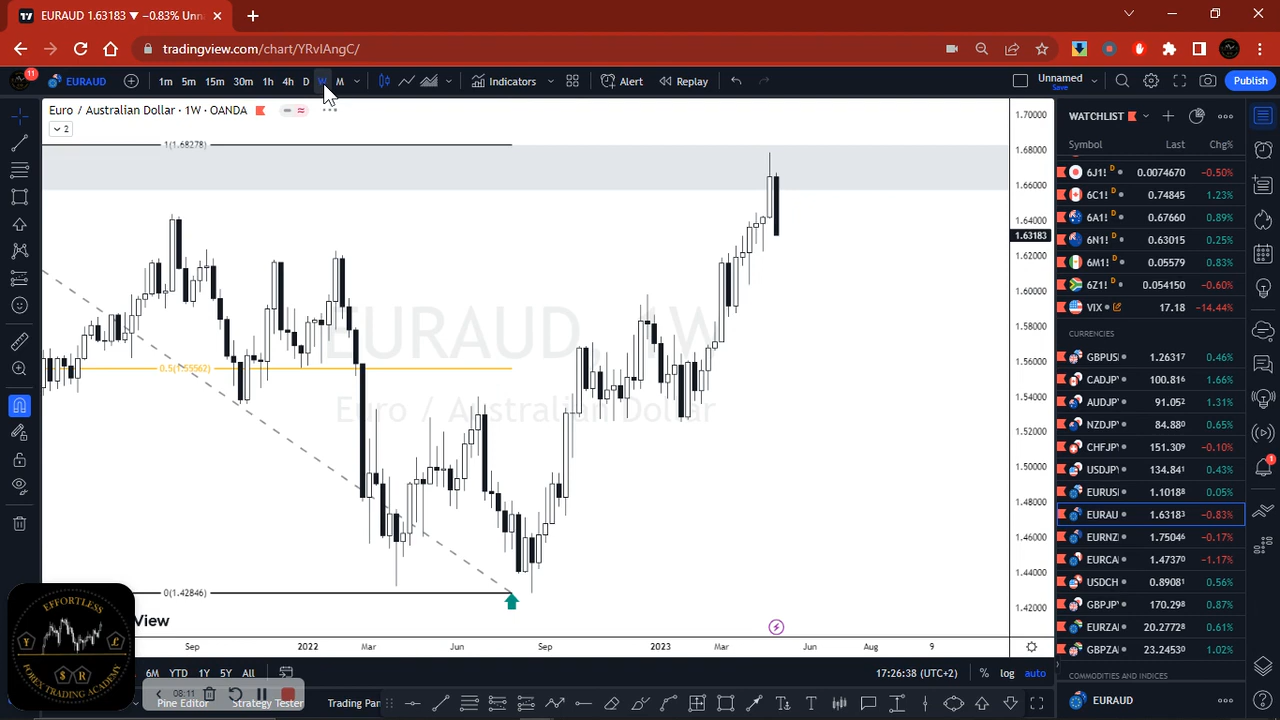 EURAUD 1.63183 ▼ −0.83% Unn
tradingview.com/chart/YRvIAngC/
11
EURAUD 1m 5m 15m 30m 1h 4h D W M Indicators Alert Replay Unnamed Save Publish
Euro / Australian Dollar · 1W · OANDA
2
1(1.68278)
0.5(1.55562)
0(1.42846)
EURAUD, 1W
Euro / Australian Dollar
View
1.70000
1.68000
1.66000
1.64000
1.63183
1.62000
1.60000
1.58000
1.56000
1.54000
1.52000
1.50000
1.48000
1.46000
1.44000
1.42000
Sep 2022 Mar Jun Sep 2023 Mar Jun Aug 9
6M YTD 1Y 5Y All
17:26:38 (UTC+2) % log auto
08:11
Pine Editor Strategy Tester Trading Pan
EFFORTLESS
FOREX TRADING ACADEMY
WATCHLIST
Symbol Last Chg%
6J1! D 0.0074670 −0.50%
6C1! D 0.74845 1.23%
6A1! D 0.67660 0.89%
6N1! D 0.63015 0.25%
6M1! D 0.05579 0.83%
6Z1! D 0.054150 −0.60%
VIX 17.18 −14.44%
CURRENCIES
GBPUS 1.26317 0.46%
CADJP 100.816 1.66%
AUDJP 91.052 1.31%
NZDJP 84.880 0.65%
CHFJP 151.309 −0.10%
USDJP 134.841 0.43%
EURUS 1.10188 0.05%
EURAU 1.63183 −0.83%
EURNZ 1.75046 −0.17%
EURCA 1.47370 −1.17%
USDCH 0.89081 0.56%
GBPJP 170.298 0.87%
EURZA 20.27728 0.61%
GBPZA 23.24530 1.02%
COMMODITIES AND INDICES
EURAUD
1